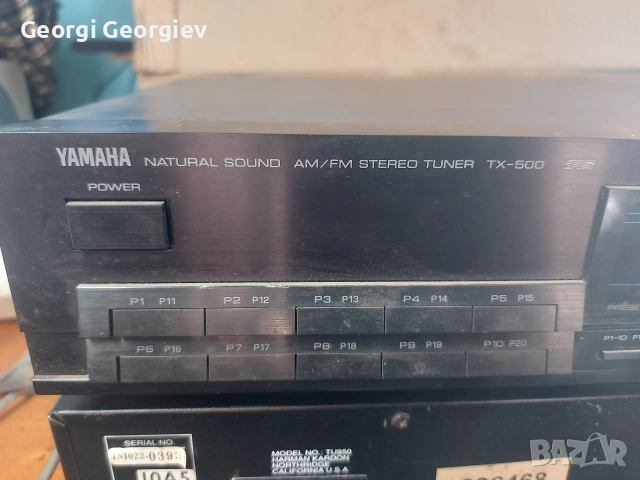 Georgi Georgiev
YAMAHA NATURAL SOUND AM/FM STEREO TUNER TX-500
POWER
P1 P11 P2 P12 P3 P13 P4 P14 P5 P15
P6 P16 P7 P17 P8 P18 P9 P19 P10 P20
P1-10
SERIAL NO.
MODEL NO.: TU950
HARMAN KARDON
NORTHRIDGE
CALIFORNIA U.S.A
BAZAR
bg